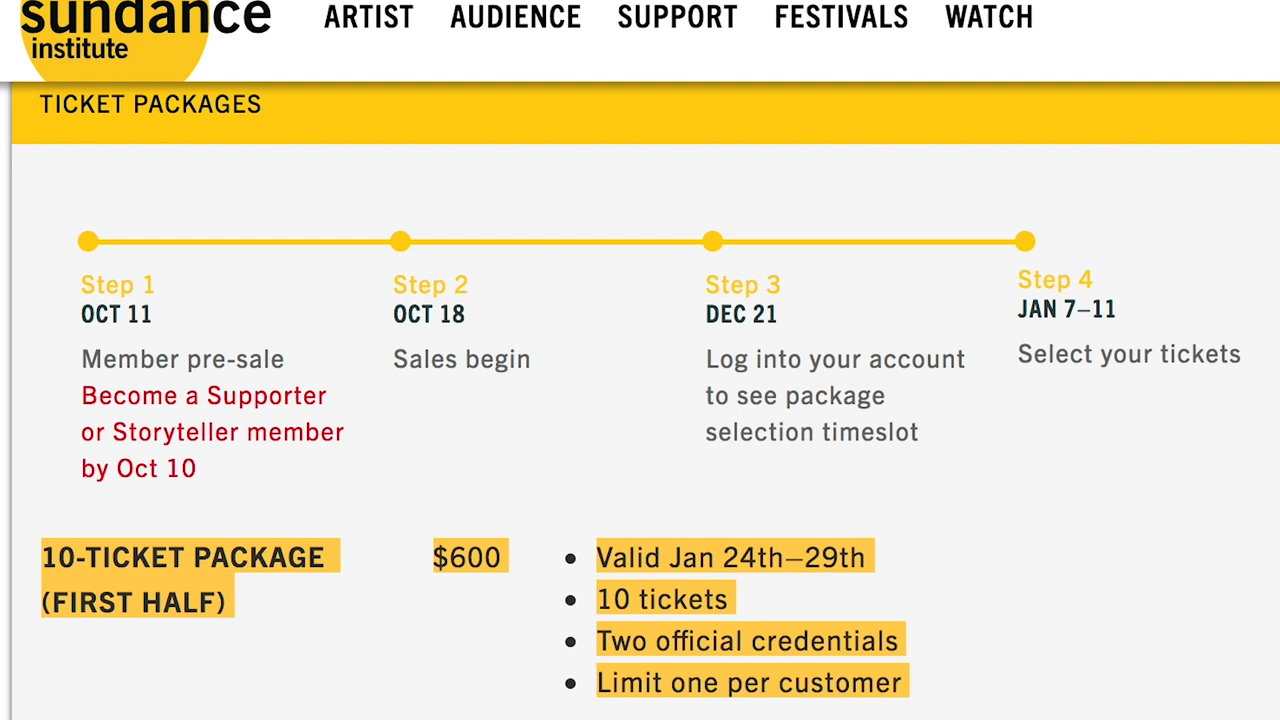 sundance
institute
ARTIST AUDIENCE SUPPORT FESTIVALS WATCH
TICKET PACKAGES
Step 1
OCT 11
Member pre-sale
Become a Supporter
or Storyteller member
by Oct 10
Step 2
OCT 18
Sales begin
Step 3
DEC 21
Log into your account
to see package
selection timeslot
Step 4
JAN 7–11
Select your tickets
10-TICKET PACKAGE
(FIRST HALF)
$600
• Valid Jan 24th–29th
• 10 tickets
• Two official credentials
• Limit one per customer